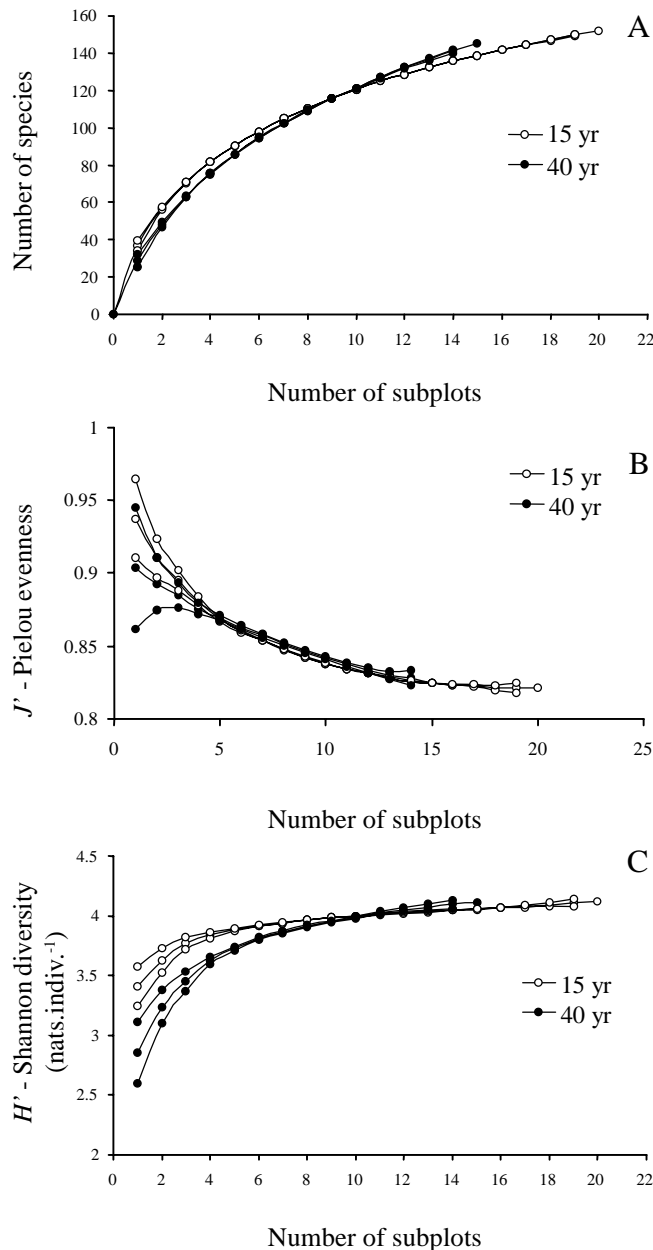 A
160
140
120
100
80
60
40
20
0
Number of species
15 yr
40 yr
0 2 4 6 8 10 12 14 16 18 20 22
Number of subplots
B
1
0.95
0.9
0.85
0.8
J' - Pielou evenness
15 yr
40 yr
0 5 10 15 20 25
Number of subplots
C
4.5
4
3.5
3
2.5
2
H' - Shannon diversity
(nats.indiv.-1)
15 yr
40 yr
0 2 4 6 8 10 12 14 16 18 20 22
Number of subplots